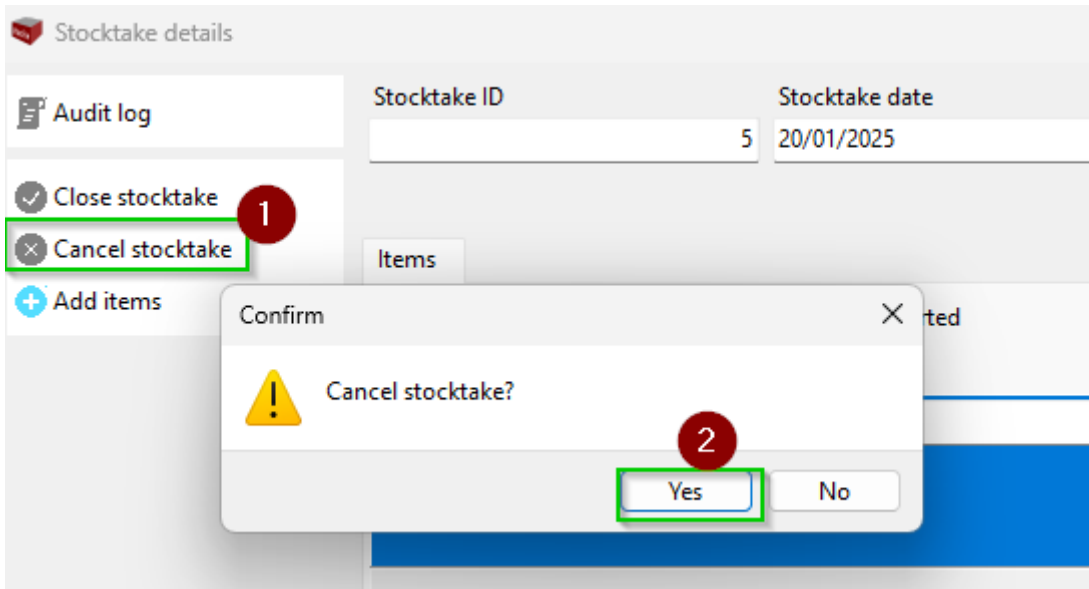 Stocktake details
Audit log
Stocktake ID
Stocktake date
5
20/01/2025
Close stocktake
1
Cancel stocktake
Items
Add items
Confirm
rted
Cancel stocktake?
2
Yes
No